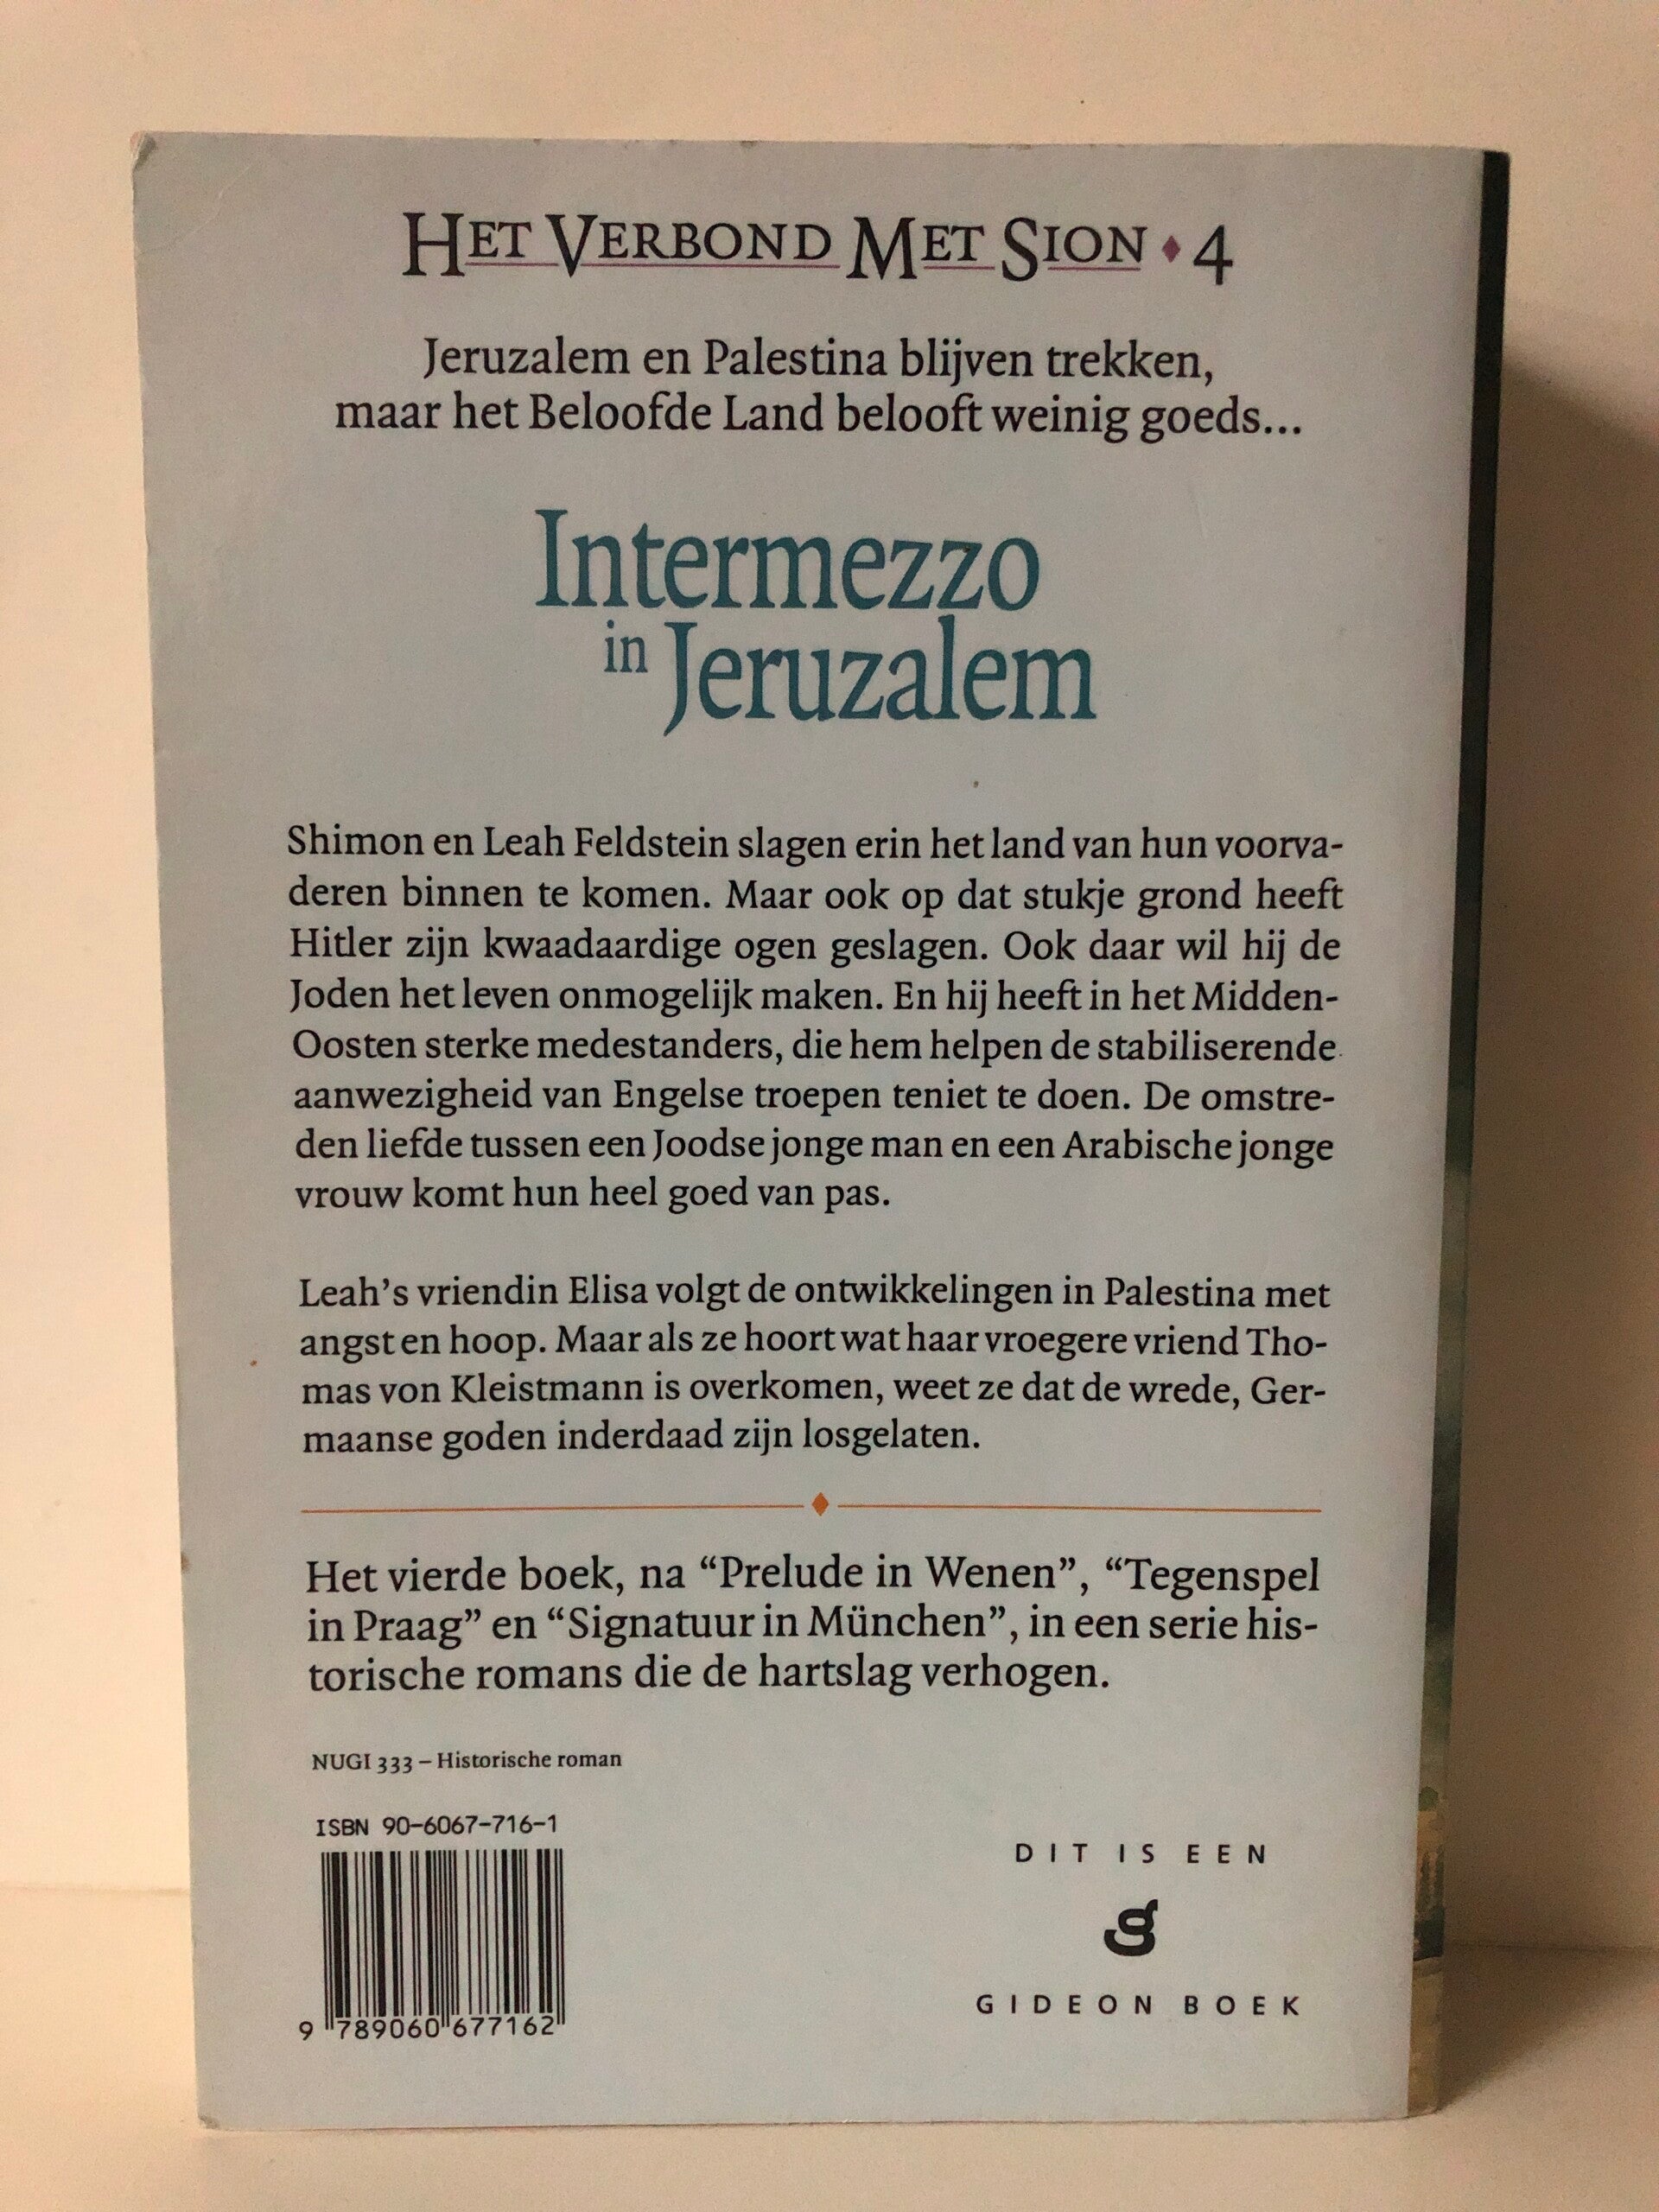 Het Verbond Met Sion ♦ 4
Jeruzalem en Palestina blijven trekken,
maar het Beloofde Land belooft weinig goeds...
Intermezzo
in Jeruzalem
Shimon en Leah Feldstein slagen erin het land van hun voorva-
deren binnen te komen. Maar ook op dat stukje grond heeft
Hitler zijn kwaadaardige ogen geslagen. Ook daar wil hij de
Joden het leven onmogelijk maken. En hij heeft in het Midden-
Oosten sterke medestanders, die hem helpen de stabiliserende
aanwezigheid van Engelse troepen teniet te doen. De omstre-
den liefde tussen een Joodse jonge man en een Arabische jonge
vrouw komt hun heel goed van pas.
Leah's vriendin Elisa volgt de ontwikkelingen in Palestina met
angst en hoop. Maar als ze hoort wat haar vroegere vriend Tho-
mas von Kleistmann is overkomen, weet ze dat de wrede, Ger-
maanse goden inderdaad zijn losgelaten.
Het vierde boek, na “Prelude in Wenen”, “Tegenspel
in Praag” en “Signatuur in München”, in een serie his-
torische romans die de hartslag verhogen.
NUGI 333 – Historische roman
ISBN 90-6067-716-1
9 789060 677162
DIT IS EEN
g
GIDEON BOEK